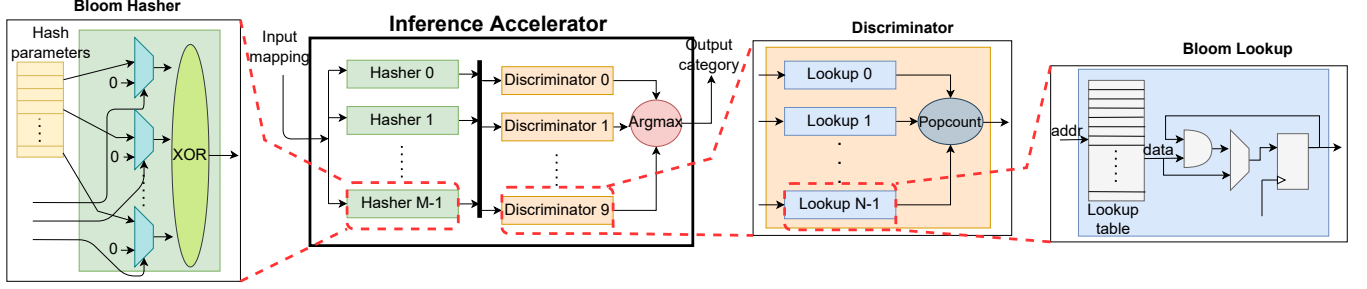 Bloom Hasher
Hash
parameters
0
0
0
XOR
Inference Accelerator
Input
mapping
Hasher 0
Hasher 1
Hasher M-1
Discriminator 0
Discriminator 1
Discriminator 9
Argmax
Output
category
Discriminator
Lookup 0
Lookup 1
Lookup N-1
Popcount
Bloom Lookup
addr
data
Lookup
table